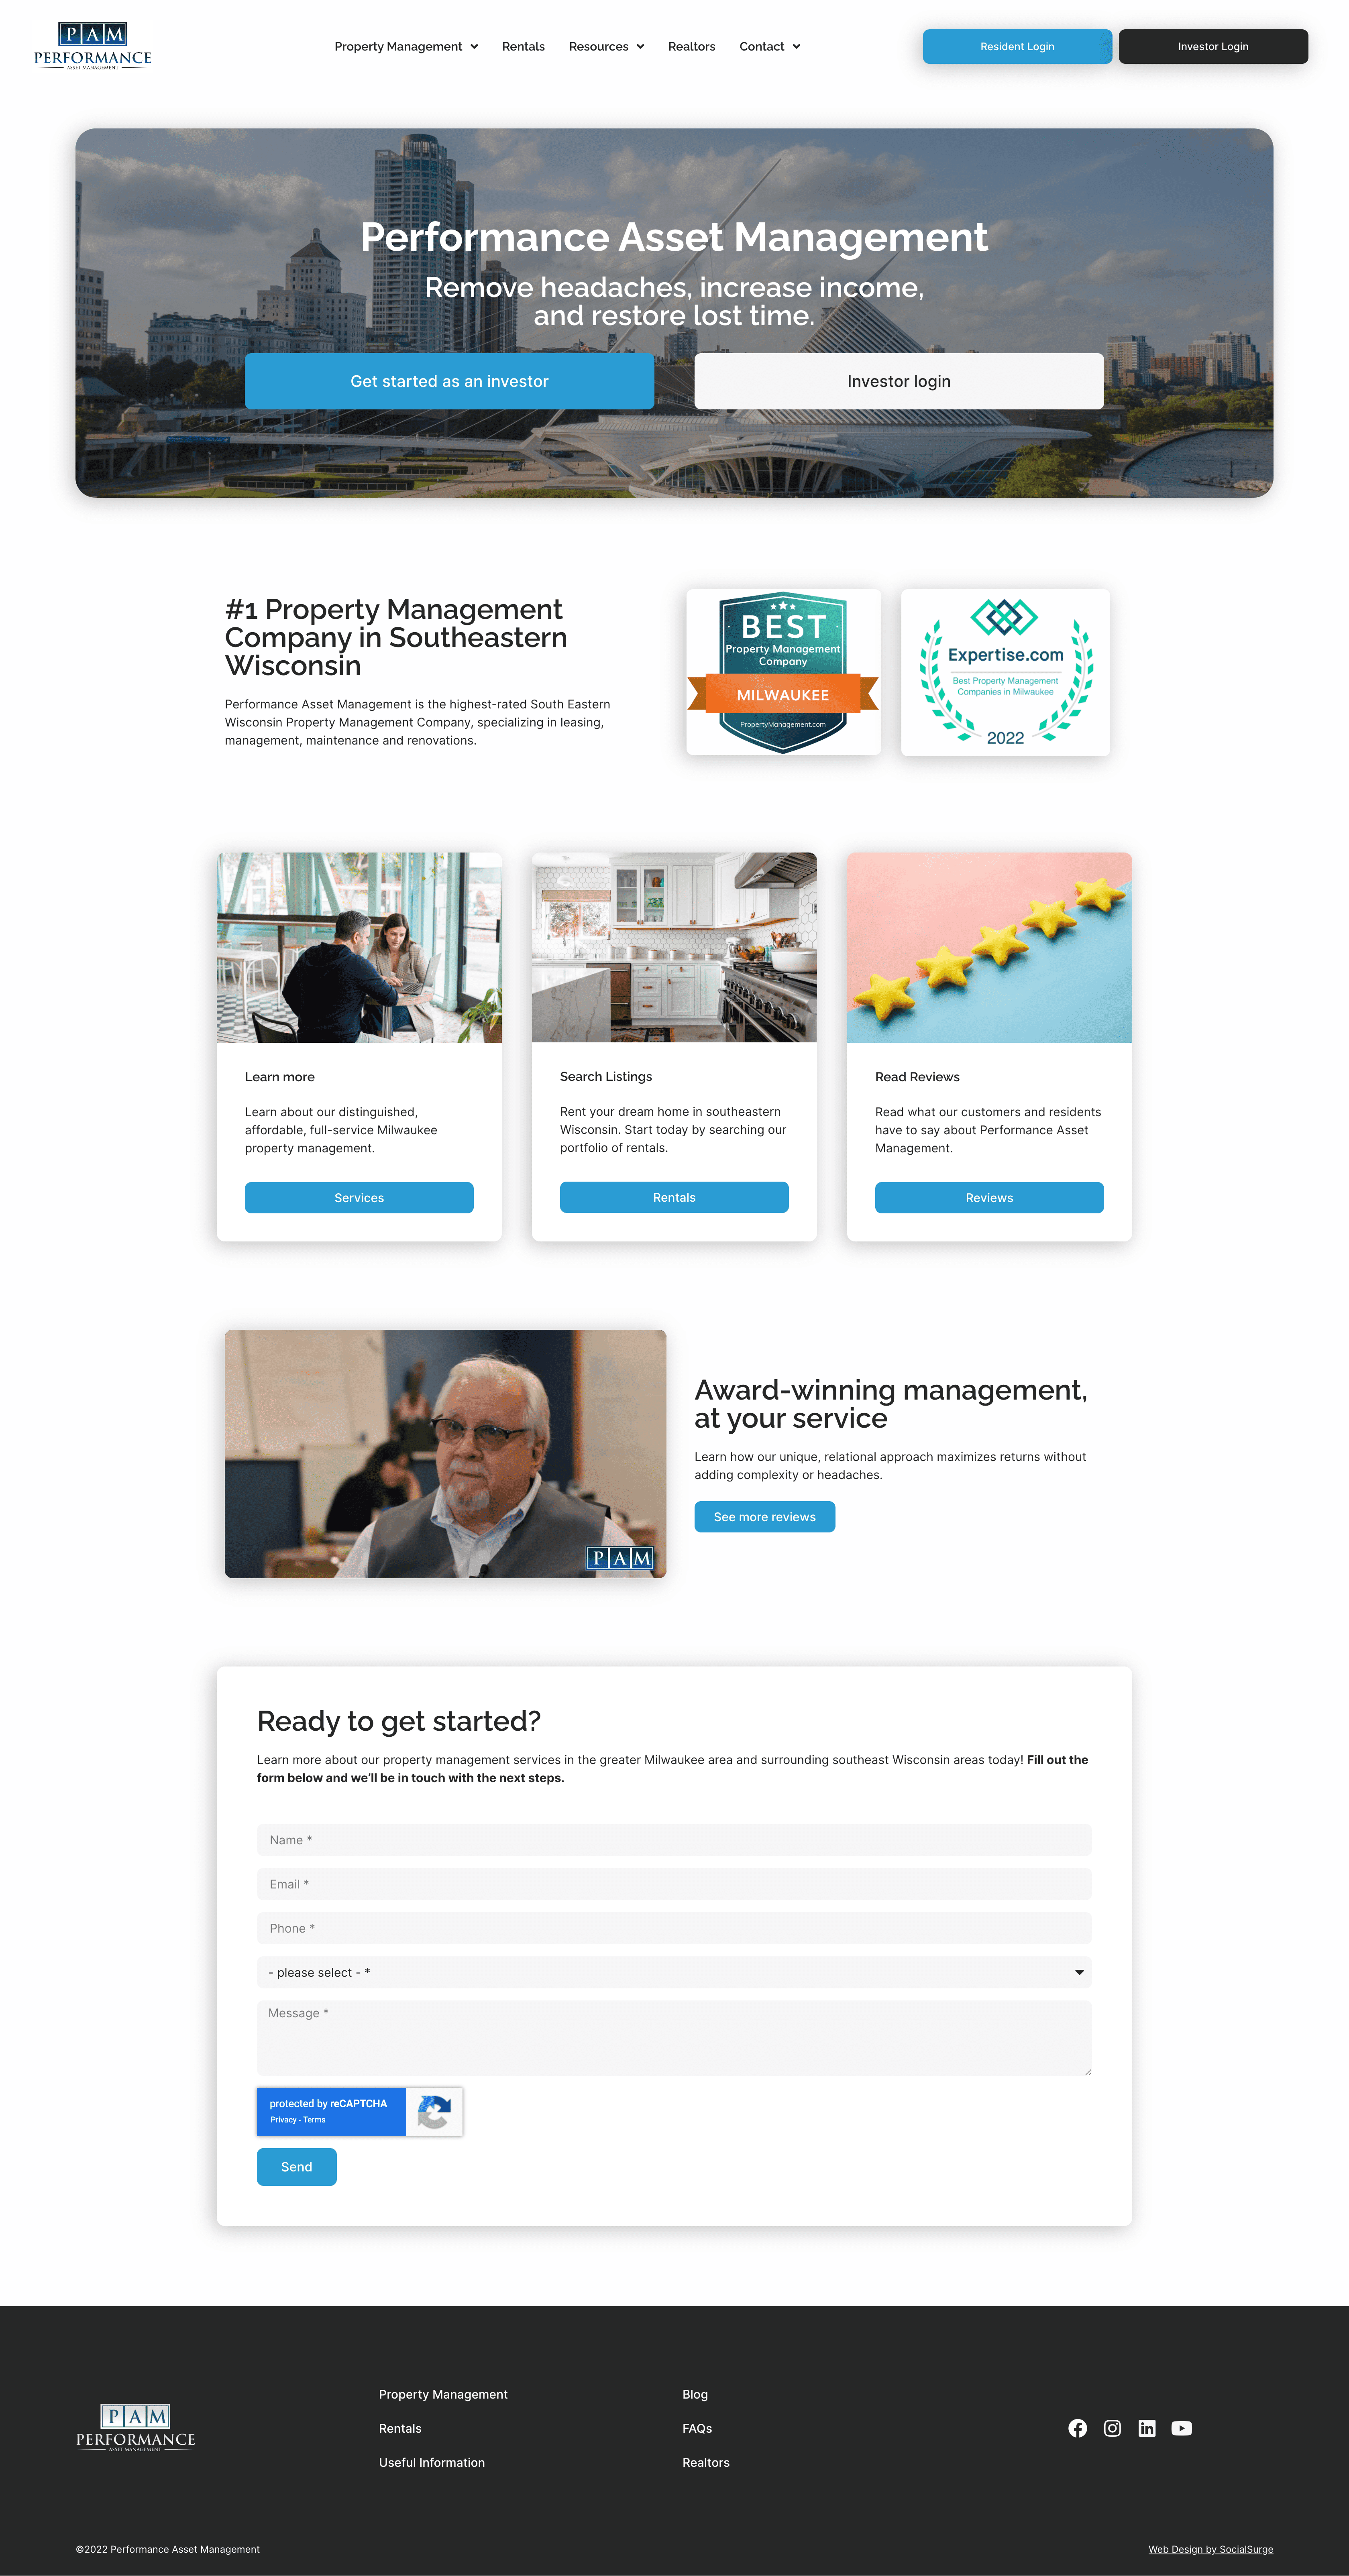 P|A|M
PERFORMANCE
ASSET MANAGEMENT
Property Management
Rentals
Resources
Realtors
Contact
Resident Login
Investor Login
Performance Asset Management
Remove headaches, increase income,
and restore lost time.
Get started as an investor
Investor login
#1 Property Management
Company in Southeastern
Wisconsin
Performance Asset Management is the highest-rated South Eastern
Wisconsin Property Management Company, specializing in leasing,
management, maintenance and renovations.
BEST
Property Management
Company
MILWAUKEE
PropertyManagement.com
Expertise.com
Best Property Management
Companies in Milwaukee
2022
Learn more
Learn about our distinguished,
affordable, full-service Milwaukee
property management.
Services
Search Listings
Rent your dream home in southeastern
Wisconsin. Start today by searching our
portfolio of rentals.
Rentals
Read Reviews
Read what our customers and residents
have to say about Performance Asset
Management.
Reviews
P|A|M
Award-winning management,
at your service
Learn how our unique, relational approach maximizes returns without
adding complexity or headaches.
See more reviews
Ready to get started?
Learn more about our property management services in the greater Milwaukee area and surrounding southeast Wisconsin areas today! Fill out the
form below and we’ll be in touch with the next steps.
Name *
Email *
Phone *
- please select - *
Message *
protected by reCAPTCHA
Privacy - Terms
Send
P|A|M
PERFORMANCE
ASSET MANAGEMENT
Property Management
Rentals
Useful Information
Blog
FAQs
Realtors
©2022 Performance Asset Management
Web Design by SocialSurge